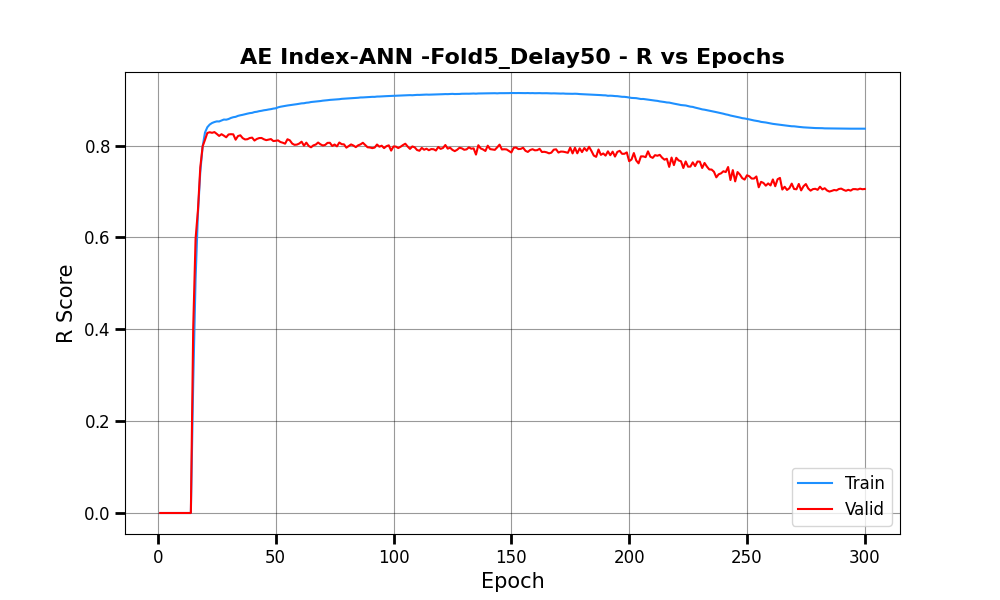 AE Index-ANN -Fold5_Delay50 - R vs Epochs
R Score
0.8
0.6
0.4
0.2
0.0
0 50 100 150 200 250 300
Epoch
Train
Valid